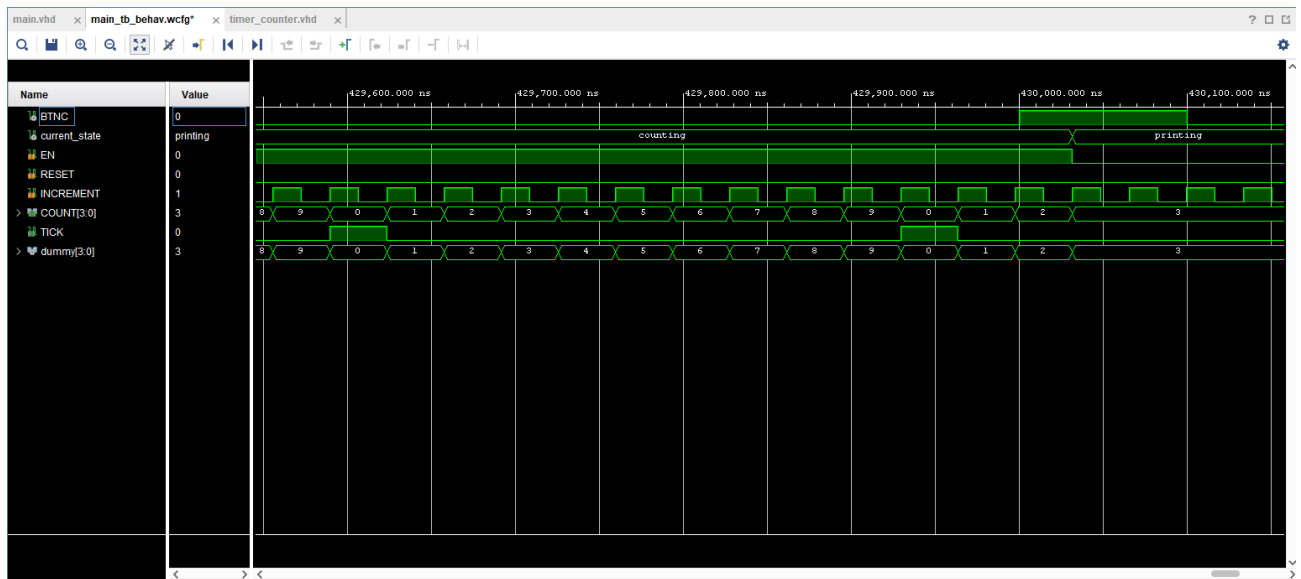 main.vhd × main_tb_behav.wcfg* × timer_counter.vhd ×
Name Value
429,600.000 ns 429,700.000 ns 429,800.000 ns 429,900.000 ns 430,000.000 ns 430,100.000 ns
BTNC 0
current_state printing counting printing
EN 0
RESET 0
INCREMENT 1
> COUNT[3:0] 3 8 9 0 1 2 3 4 5 6 7 8 9 0 1 2 3
TICK 0
> dummy[3:0] 3 8 9 0 1 2 3 4 5 6 7 8 9 0 1 2 3